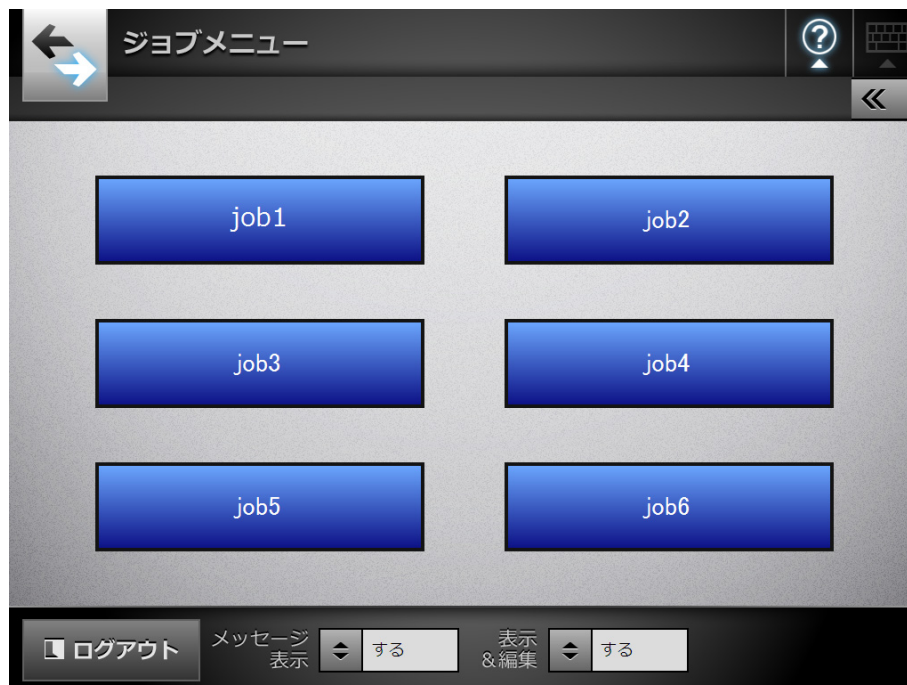 ジョブメニュー
job1
job2
job3
job4
job5
job6
ログアウト
メッセージ
表示
する
表示
&編集
する